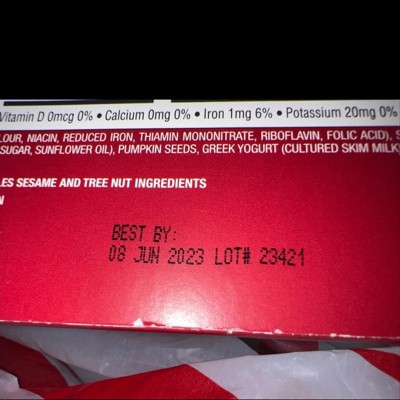 Vitamin D 0mcg 0% • Calcium 0mg 0% • Iron 1mg 6% • Potassium 20mg 0%
LOUR, NIACIN, REDUCED IRON, THIAMIN MONONITRATE, RIBOFLAVIN, FOLIC ACID), S
SUGAR, SUNFLOWER OIL), PUMPKIN SEEDS, GREEK YOGURT (CULTURED SKIM MILK
LES SESAME AND TREE NUT INGREDIENTS
N
BEST BY:
08 JUN 2023 LOT# 23421